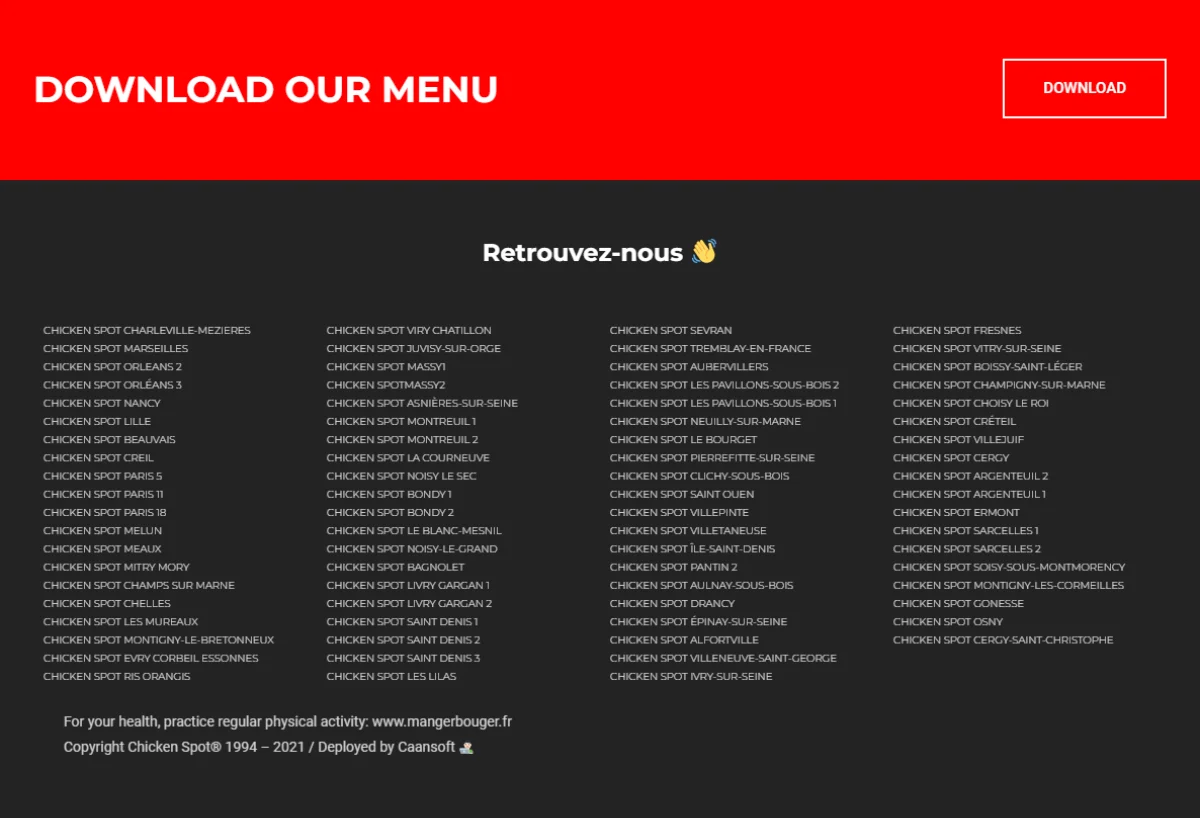 DOWNLOAD OUR MENU
DOWNLOAD
Retrouvez-nous 👋
CHICKEN SPOT CHARLEVILLE-MEZIERES
CHICKEN SPOT MARSEILLES
CHICKEN SPOT ORLEANS 2
CHICKEN SPOT ORLÉANS 3
CHICKEN SPOT NANCY
CHICKEN SPOT LILLE
CHICKEN SPOT BEAUVAIS
CHICKEN SPOT CREIL
CHICKEN SPOT PARIS 5
CHICKEN SPOT PARIS 11
CHICKEN SPOT PARIS 18
CHICKEN SPOT MELUN
CHICKEN SPOT MEAUX
CHICKEN SPOT MITRY MORY
CHICKEN SPOT CHAMPS SUR MARNE
CHICKEN SPOT CHELLES
CHICKEN SPOT LES MUREAUX
CHICKEN SPOT MONTIGNY-LE-BRETONNEUX
CHICKEN SPOT EVRY CORBEIL ESSONNES
CHICKEN SPOT RIS ORANGIS
CHICKEN SPOT VIRY CHATILLON
CHICKEN SPOT JUVISY-SUR-ORGE
CHICKEN SPOT MASSY1
CHICKEN SPOTMASSY2
CHICKEN SPOT ASNIÈRES-SUR-SEINE
CHICKEN SPOT MONTREUIL 1
CHICKEN SPOT MONTREUIL 2
CHICKEN SPOT LA COURNEUVE
CHICKEN SPOT NOISY LE SEC
CHICKEN SPOT BONDY 1
CHICKEN SPOT BONDY 2
CHICKEN SPOT LE BLANC-MESNIL
CHICKEN SPOT NOISY-LE-GRAND
CHICKEN SPOT BAGNOLET
CHICKEN SPOT LIVRY GARGAN 1
CHICKEN SPOT LIVRY GARGAN 2
CHICKEN SPOT SAINT DENIS 1
CHICKEN SPOT SAINT DENIS 2
CHICKEN SPOT SAINT DENIS 3
CHICKEN SPOT LES LILAS
CHICKEN SPOT SEVRAN
CHICKEN SPOT TREMBLAY-EN-FRANCE
CHICKEN SPOT AUBERVILLERS
CHICKEN SPOT LES PAVILLONS-SOUS-BOIS 2
CHICKEN SPOT LES PAVILLONS-SOUS-BOIS 1
CHICKEN SPOT NEUILLY-SUR-MARNE
CHICKEN SPOT LE BOURGET
CHICKEN SPOT PIERREFITTE-SUR-SEINE
CHICKEN SPOT CLICHY-SOUS-BOIS
CHICKEN SPOT SAINT OUEN
CHICKEN SPOT VILLEPINTE
CHICKEN SPOT VILLETANEUSE
CHICKEN SPOT ÎLE-SAINT-DENIS
CHICKEN SPOT PANTIN 2
CHICKEN SPOT AULNAY-SOUS-BOIS
CHICKEN SPOT DRANCY
CHICKEN SPOT ÉPINAY-SUR-SEINE
CHICKEN SPOT ALFORTVILLE
CHICKEN SPOT VILLENEUVE-SAINT-GEORGE
CHICKEN SPOT IVRY-SUR-SEINE
CHICKEN SPOT FRESNES
CHICKEN SPOT VITRY-SUR-SEINE
CHICKEN SPOT BOISSY-SAINT-LÉGER
CHICKEN SPOT CHAMPIGNY-SUR-MARNE
CHICKEN SPOT CHOISY LE ROI
CHICKEN SPOT CRÉTEIL
CHICKEN SPOT VILLEJUIF
CHICKEN SPOT CERGY
CHICKEN SPOT ARGENTEUIL 2
CHICKEN SPOT ARGENTEUIL 1
CHICKEN SPOT ERMONT
CHICKEN SPOT SARCELLES 1
CHICKEN SPOT SARCELLES 2
CHICKEN SPOT SOISY-SOUS-MONTMORENCY
CHICKEN SPOT MONTIGNY-LES-CORMEILLES
CHICKEN SPOT GONESSE
CHICKEN SPOT OSNY
CHICKEN SPOT CERGY-SAINT-CHRISTOPHE
For your health, practice regular physical activity: www.mangerbouger.fr
Copyright Chicken Spot® 1994 – 2021 / Deployed by Caansoft